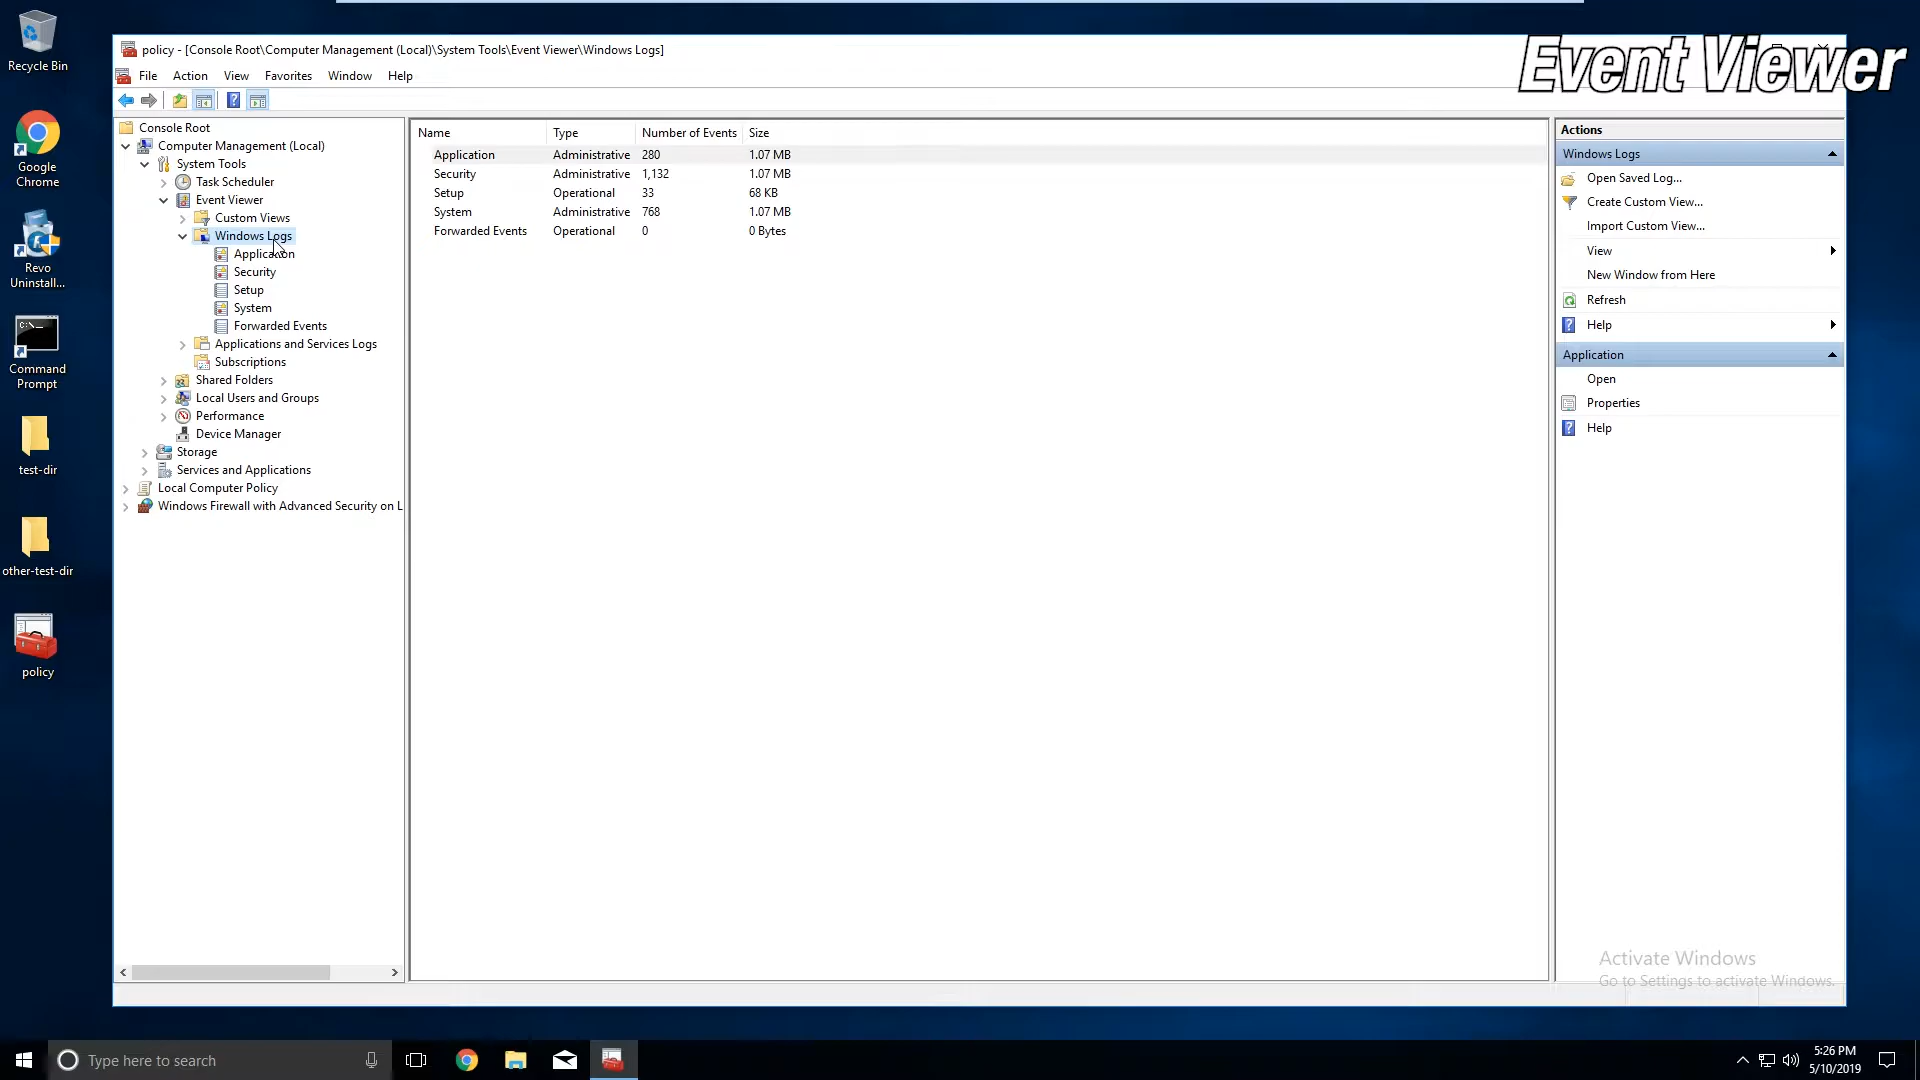 Recycle Bin
Google
Chrome
Revo
Uninstall...
Command
Prompt
test-dir
other-test-dir
policy
policy - [Console Root\Computer Management (Local)\System Tools\Event Viewer\Windows Logs]
Event Viewer
File Action View Favorites Window Help
Console Root
Computer Management (Local)
System Tools
Task Scheduler
Event Viewer
Custom Views
Windows Logs
Application
Security
Setup
System
Forwarded Events
Applications and Services Logs
Subscriptions
Shared Folders
Local Users and Groups
Performance
Device Manager
Storage
Services and Applications
Local Computer Policy
Windows Firewall with Advanced Security on L
Name Type Number of Events Size
Application Administrative 280 1.07 MB
Security Administrative 1,132 1.07 MB
Setup Operational 33 68 KB
System Administrative 768 1.07 MB
Forwarded Events Operational 0 0 Bytes
Actions
Windows Logs
Open Saved Log...
Create Custom View...
Import Custom View...
View
New Window from Here
Refresh
Help
Application
Open
Properties
Help
Activate Windows
Go to Settings to activate Windows.
Type here to search
5:26 PM
5/10/2019